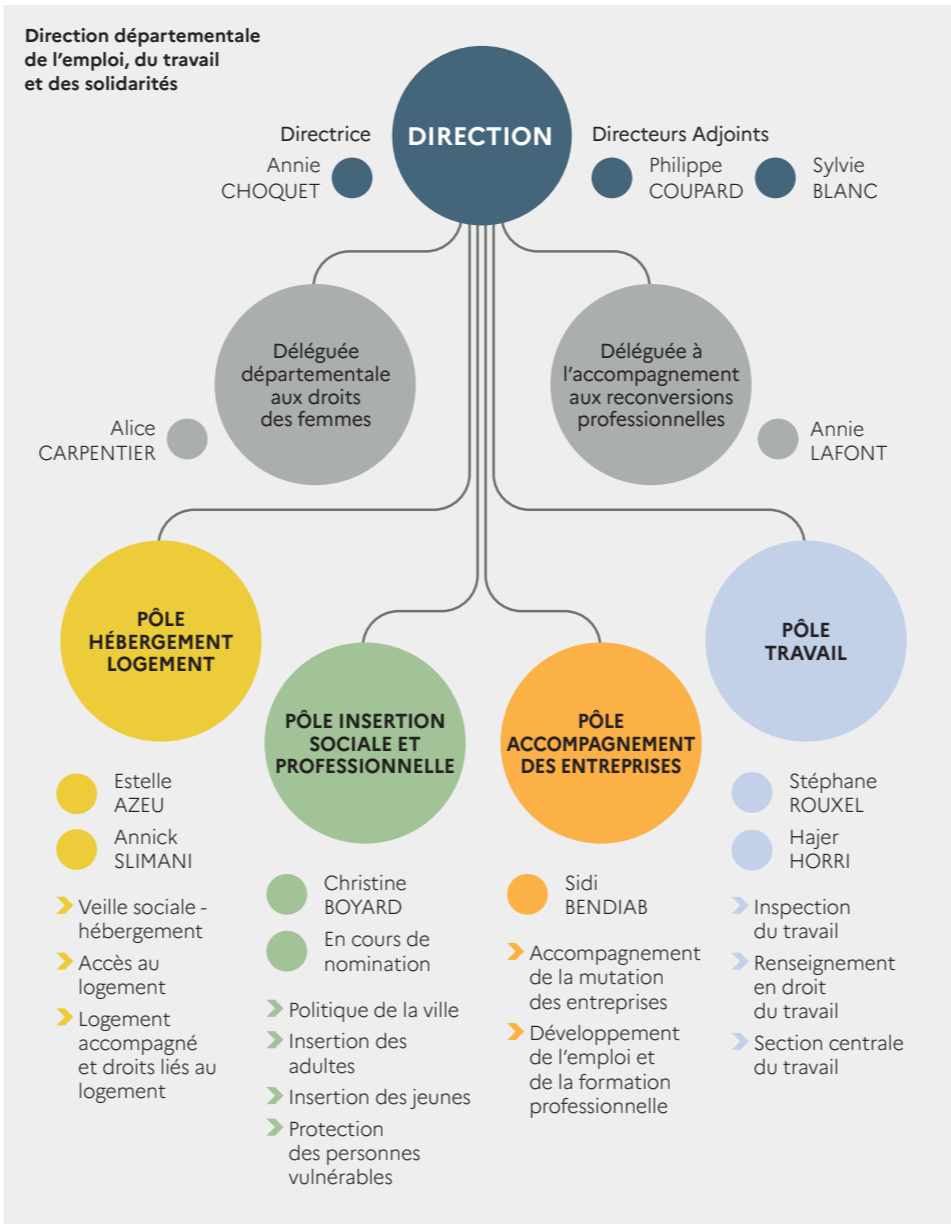 Direction départementale
de l'emploi, du travail
et des solidarités
DIRECTION
Directrice
Annie
CHOQUET
Directeurs Adjoints
Philippe
COUPARD
Sylvie
BLANC
Déléguée
départementale
aux droits
des femmes
Alice
CARPENTIER
Déléguée à
l'accompagnement
aux reconversions
professionnelles
Annie
LAFONT
PÔLE
HÉBERGEMENT
LOGEMENT
Estelle
AZEU
Annick
SLIMANI
Veille sociale -
hébergement
Accès au
logement
Logement
accompagné
et droits liés au
logement
PÔLE INSERTION
SOCIALE ET
PROFESSIONNELLE
Christine
BOYARD
En cours de
nomination
Politique de la ville
Insertion des
adultes
Insertion des jeunes
Protection
des personnes
vulnérables
PÔLE
ACCOMPAGNEMENT
DES ENTREPRISES
Sidi
BENDIAB
Accompagnement
de la mutation
des entreprises
Développement
de l'emploi et
de la formation
professionnelle
PÔLE
TRAVAIL
Stéphane
ROUXEL
Hajer
HORRI
Inspection
du travail
Renseignement
en droit
du travail
Section centrale
du travail